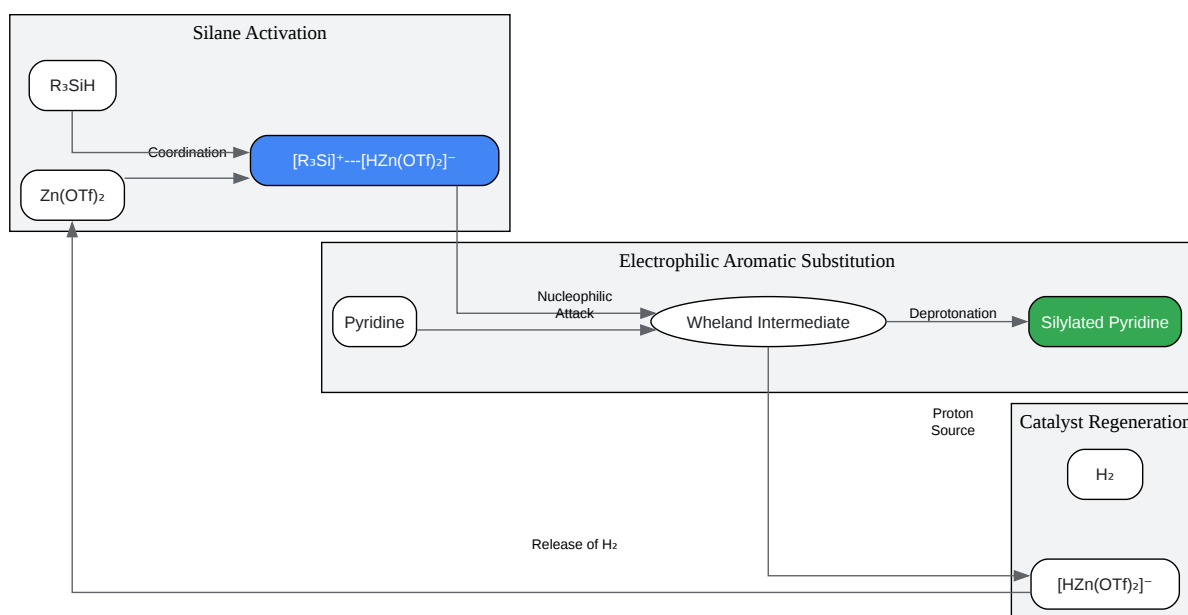 Silane Activation
R₃SiH
Coordination
[R₃Si]⁺---[HZn(OTf)₂]⁻
Zn(OTf)₂
Electrophilic Aromatic Substitution
Pyridine
Nucleophilic
Attack
Wheland Intermediate
Deprotonation
Silylated Pyridine
Proton
Source
Catalyst Regeneration
H₂
Release of H₂
[HZn(OTf)₂]⁻